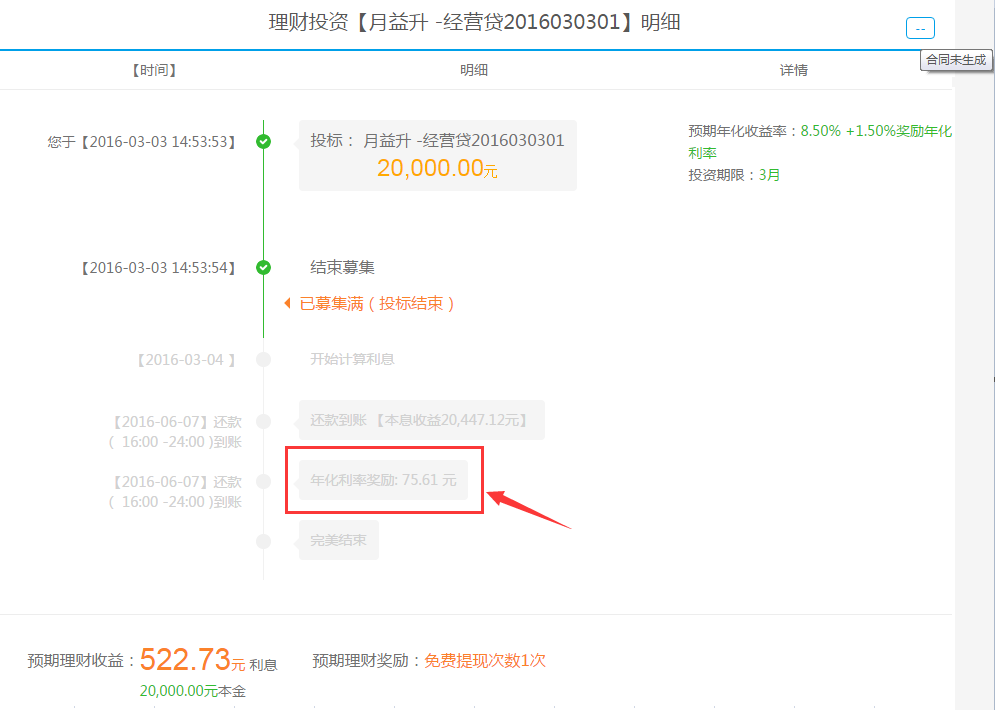 理财投资【月益升 -经营贷2016030301】明细
--
合同未生成
【时间】 明细 详情
您于【2016-03-03 14:53:53】
投标： 月益升 -经营贷2016030301
20,000.00元
预期年化收益率：8.50% +1.50%奖励年化
利率
投资期限：3月
【2016-03-03 14:53:54】 结束募集
已募集满（投标结束）
【2016-03-04 】 开始计算利息
【2016-06-07】还款
( 16:00 -24:00 )到账
还款到账 【本息收益20,447.12元】
【2016-06-07】还款
( 16:00 -24:00 )到账
年化利率奖励: 75.61 元
完美结束
预期理财收益：522.73元 利息
20,000.00元本金
预期理财奖励：免费提现次数1次